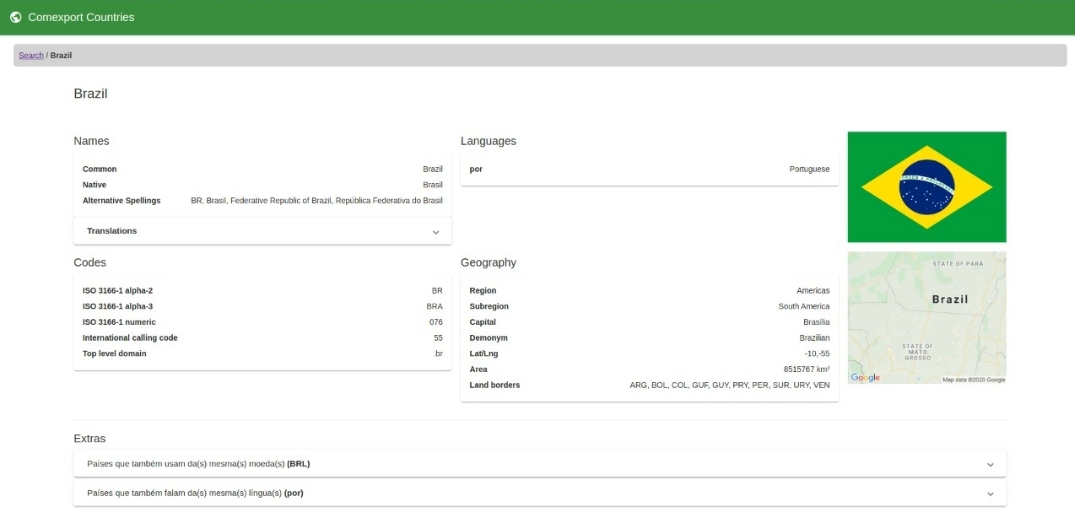 Comexport Countries
Search / Brazil
Brazil
Names
Common Brazil
Native Brasil
Alternative Spellings BR, Brasil, Federative Republic of Brazil, República Federativa do Brasil
Translations
Languages
por Portuguese
Codes
ISO 3166-1 alpha-2 BR
ISO 3166-1 alpha-3 BRA
ISO 3166-1 numeric 076
International calling code 55
Top level domain .br
Geography
Region Americas
Subregion South America
Capital Brasília
Demonym Brazilian
Lat/Lng -10,-55
Area 8515767 km²
Land borders ARG, BOL, COL, GUF, GUY, PRY, PER, SUR, URY, VEN
STATE OF PARÁ
Brazil
STATE OF
MATO
GROSSO
Google
Map data ©2020 Google
Extras
Países que também usam da(s) mesma(s) moeda(s) (BRL)
Países que também falam da(s) mesma(s) língua(s) (por)